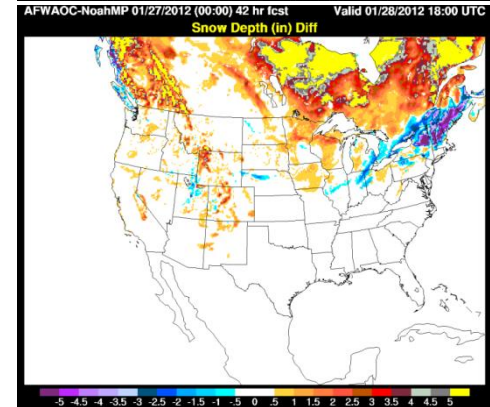 AFWAOC-NoahMP 01/27/2012 (00:00) 42 hr fcst Valid 01/28/2012 18:00 UTC
Snow Depth (in) Diff
-5 -4.5 -4 -3.5 -3 -2.5 -2 -1.5 -1 -.5 0 .5 1 1.5 2 2.5 3 3.5 4 4.5 5